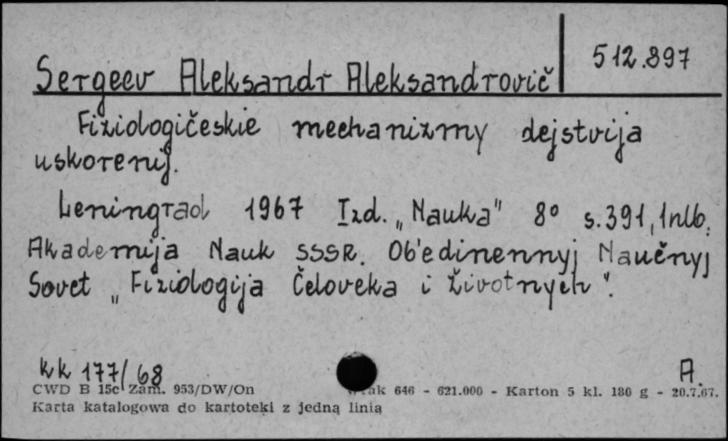 Sergeev Aleksandr Aleksandrovič
512.897
Fiziologičeskie mechanizmy dejstvija
uskorenij.
Leningrad 1967 Izd. „Nauka" 8° s. 391, 1nlb.
Akademija Nauk SSSR. Ob'edinennyj Naučnyj
Sovet „Fiziologija Čeloveka i životnych".
kk 177/68
A.
CWD B 15c Zam. 953/DW/On 646 - 621.000 - Karton 5 kl. 180 g - 20.7.67.
Karta katalogowa do kartoteki z jedną linią